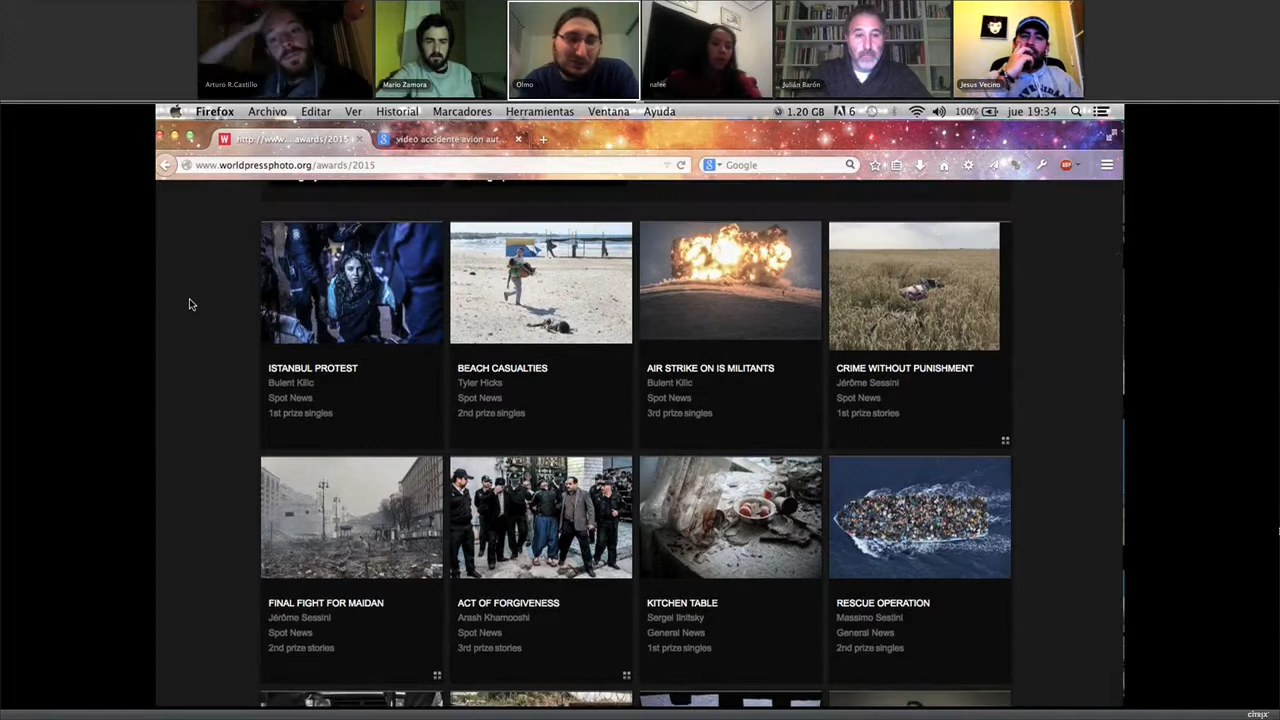 Arturo R.Castillo
Mario Zamora
Olmo
nafee
Julián Barón
Jesus Vecino
Firefox Archivo Editar Ver Historial Marcadores Herramientas Ventana Ayuda
1.20 GB 6 100% jue 19:34
http://www....awards/2015
video accidente avion aut...
www.worldpressphoto.org/awards/2015
Google
ISTANBUL PROTEST
Bulent Kilic
Spot News
1st prize singles
BEACH CASUALTIES
Tyler Hicks
Spot News
2nd prize singles
AIR STRIKE ON IS MILITANTS
Bulent Kilic
Spot News
3rd prize singles
CRIME WITHOUT PUNISHMENT
Jérôme Sessini
Spot News
1st prize stories
FINAL FIGHT FOR MAIDAN
Jérôme Sessini
Spot News
2nd prize stories
ACT OF FORGIVENESS
Arash Khamooshi
Spot News
3rd prize stories
KITCHEN TABLE
Sergei Ilnitsky
General News
1st prize singles
RESCUE OPERATION
Massimo Sestini
General News
2nd prize singles
CITRIX